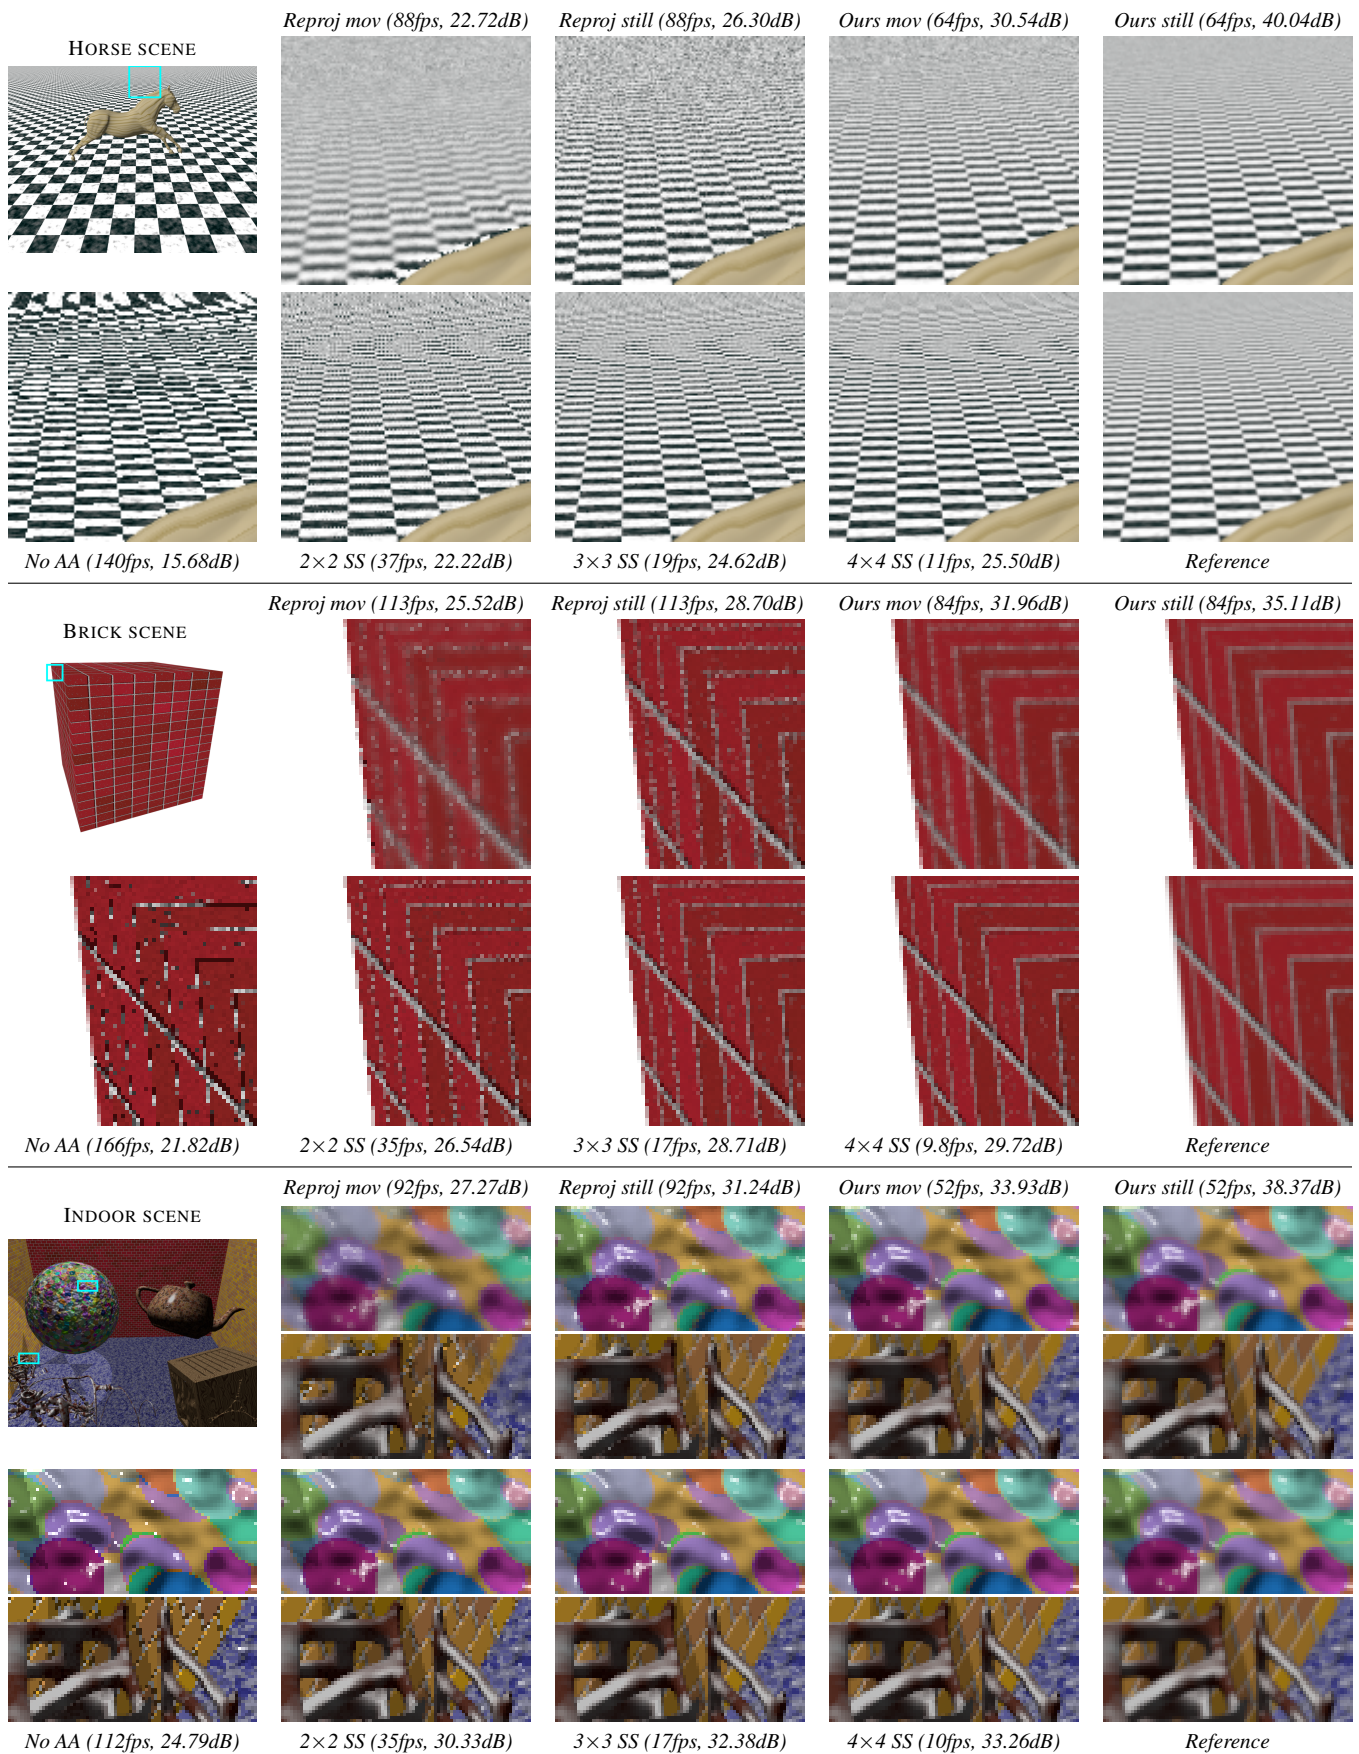 Reproj mov (88fps, 22.72dB)
Reproj still (88fps, 26.30dB)
Ours mov (64fps, 30.54dB)
Ours still (64fps, 40.04dB)
HORSE SCENE
No AA (140fps, 15.68dB)
2×2 SS (37fps, 22.22dB)
3×3 SS (19fps, 24.62dB)
4×4 SS (11fps, 25.50dB)
Reference
Reproj mov (113fps, 25.52dB)
Reproj still (113fps, 28.70dB)
Ours mov (84fps, 31.96dB)
Ours still (84fps, 35.11dB)
BRICK SCENE
No AA (166fps, 21.82dB)
2×2 SS (35fps, 26.54dB)
3×3 SS (17fps, 28.71dB)
4×4 SS (9.8fps, 29.72dB)
Reference
Reproj mov (92fps, 27.27dB)
Reproj still (92fps, 31.24dB)
Ours mov (52fps, 33.93dB)
Ours still (52fps, 38.37dB)
INDOOR SCENE
No AA (112fps, 24.79dB)
2×2 SS (35fps, 30.33dB)
3×3 SS (17fps, 32.38dB)
4×4 SS (10fps, 33.26dB)
Reference